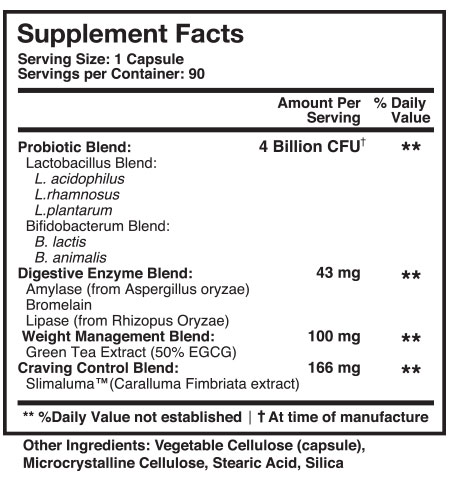 Supplement Facts
Serving Size: 1 Capsule
Servings per Container: 90
Amount Per Serving % Daily Value
Probiotic Blend: 4 Billion CFU† **
Lactobacillus Blend:
L. acidophilus
L.rhamnosus
L.plantarum
Bifidobacterum Blend:
B. lactis
B. animalis
Digestive Enzyme Blend: 43 mg **
Amylase (from Aspergillus oryzae)
Bromelain
Lipase (from Rhizopus Oryzae)
Weight Management Blend: 100 mg **
Green Tea Extract (50% EGCG)
Craving Control Blend: 166 mg **
Slimaluma™(Caralluma Fimbriata extract)
** %Daily Value not established | † At time of manufacture
Other Ingredients: Vegetable Cellulose (capsule),
Microcrystalline Cellulose, Stearic Acid, Silica